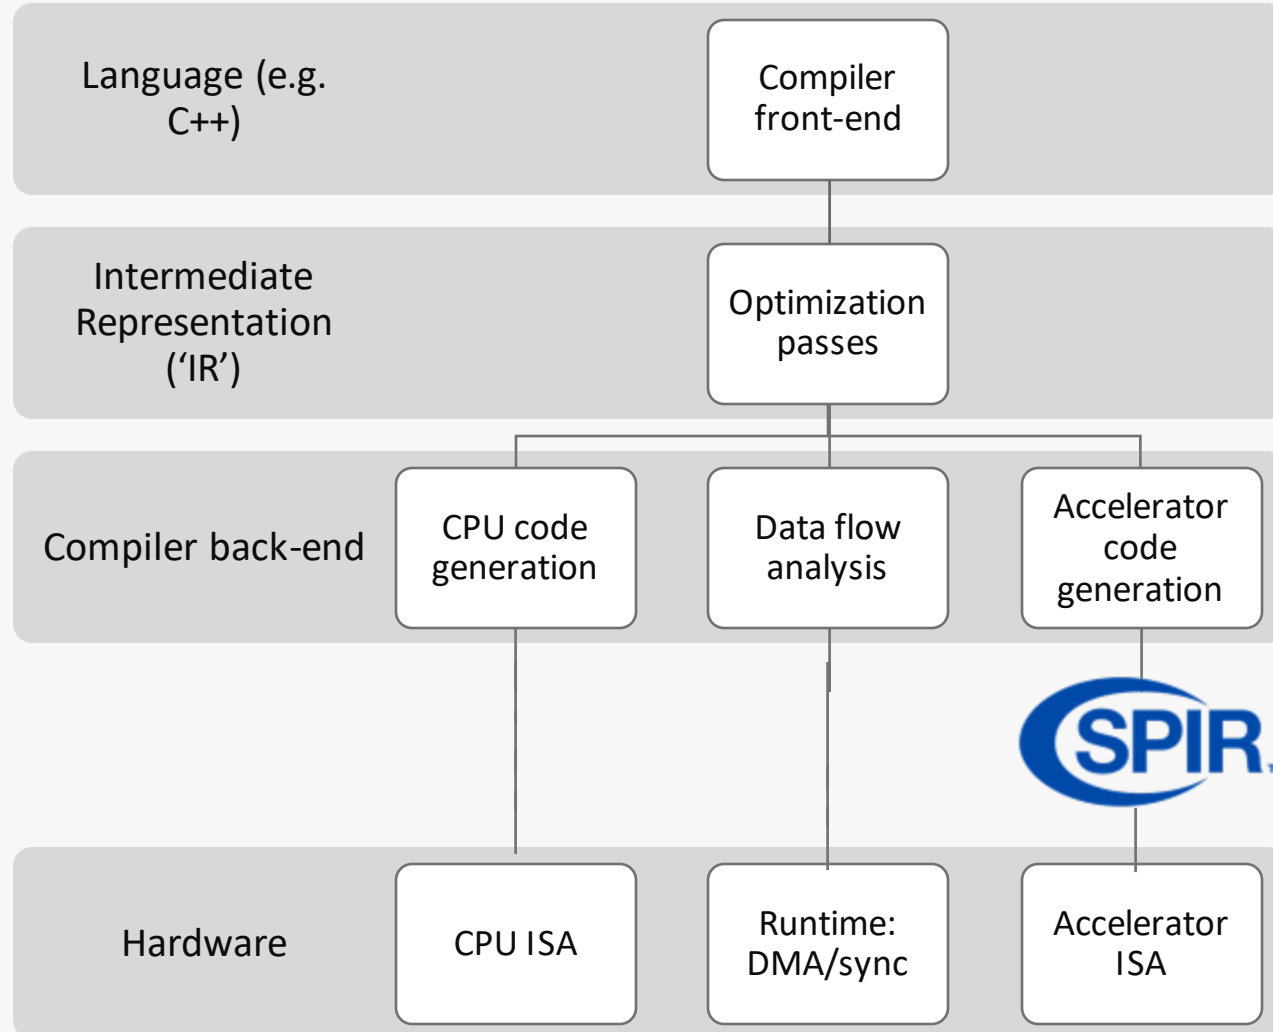 Language (e.g.
C++)
Compiler
front-end
Intermediate
Representation
(‘IR’)
Optimization
passes
Compiler back-end
CPU code
generation
Data flow
analysis
Accelerator
code
generation
SPIR
Hardware
CPU ISA
Runtime:
DMA/sync
Accelerator
ISA